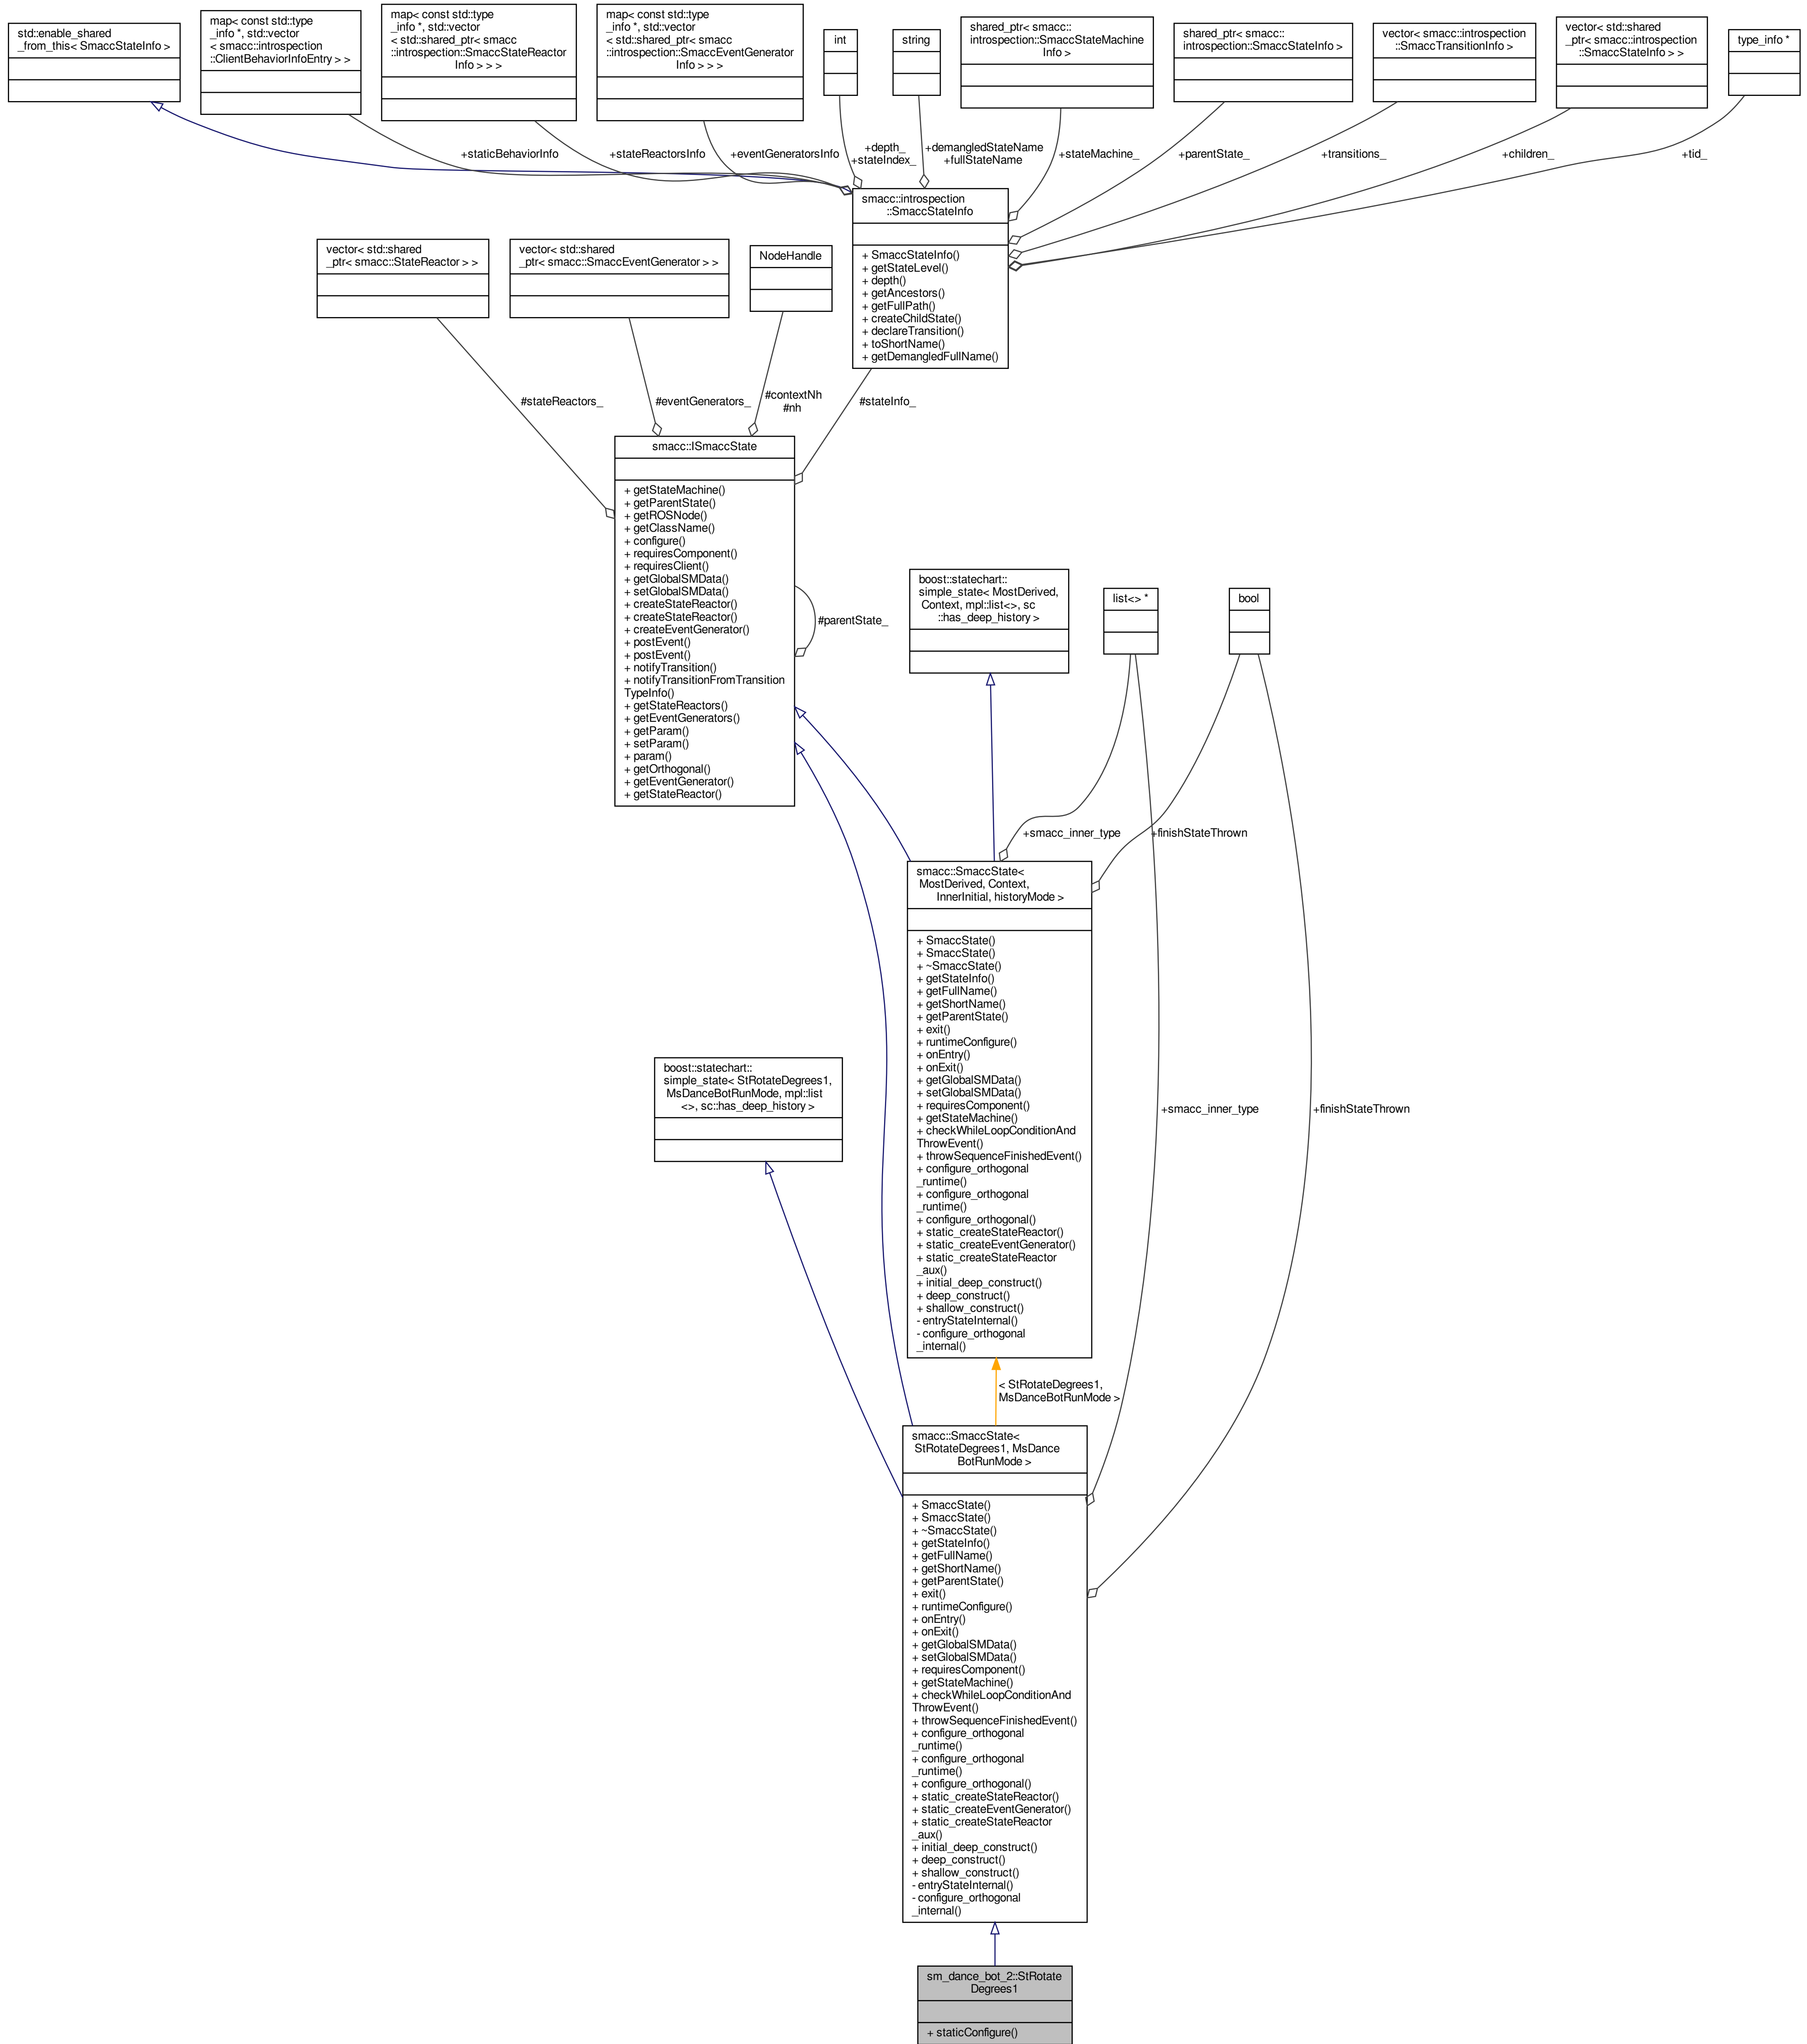 std::enable_shared
_from_this< SmaccStateInfo >
map< const std::type
_info *, std::vector
< smacc::introspection
::ClientBehaviorInfoEntry > >
map< const std::type
_info *, std::vector
< std::shared_ptr< smacc
::introspection::SmaccStateReactor
Info > > >
map< const std::type
_info *, std::vector
< std::shared_ptr< smacc
::introspection::SmaccEventGenerator
Info > > >
int
string
shared_ptr< smacc::
introspection::SmaccStateMachine
Info >
shared_ptr< smacc::
introspection::SmaccStateInfo >
vector< smacc::introspection
::SmaccTransitionInfo >
vector< std::shared
_ptr< smacc::introspection
::SmaccStateInfo > >
type_info *
+staticBehaviorInfo
+stateReactorsInfo
+eventGeneratorsInfo
+depth_
+stateIndex_
+demangledStateName
+fullStateName
+stateMachine_
+parentState_
+transitions_
+children_
+tid_
smacc::introspection
::SmaccStateInfo
+ SmaccStateInfo()
+ getStateLevel()
+ depth()
+ getAncestors()
+ getFullPath()
+ createChildState()
+ declareTransition()
+ toShortName()
+ getDemangledFullName()
vector< std::shared
_ptr< smacc::StateReactor > >
vector< std::shared
_ptr< smacc::SmaccEventGenerator > >
NodeHandle
#stateReactors_
#eventGenerators_
#contextNh
#nh
#stateInfo_
smacc::ISmaccState
+ getStateMachine()
+ getParentState()
+ getROSNode()
+ getClassName()
+ configure()
+ requiresComponent()
+ requiresClient()
+ getGlobalSMData()
+ setGlobalSMData()
+ createStateReactor()
+ createStateReactor()
+ createEventGenerator()
+ postEvent()
+ postEvent()
+ notifyTransition()
+ notifyTransitionFromTransition
TypeInfo()
+ getStateReactors()
+ getEventGenerators()
+ getParam()
+ setParam()
+ param()
+ getOrthogonal()
+ getEventGenerator()
+ getStateReactor()
#parentState_
boost::statechart::
simple_state< MostDerived,
Context, mpl::list<>, sc
::has_deep_history >
list<> *
bool
+smacc_inner_type
+finishStateThrown
smacc::SmaccState<
MostDerived, Context,
InnerInitial, historyMode >
+ SmaccState()
+ SmaccState()
+ ~SmaccState()
+ getStateInfo()
+ getFullName()
+ getShortName()
+ getParentState()
+ exit()
+ runtimeConfigure()
+ onEntry()
+ onExit()
+ getGlobalSMData()
+ setGlobalSMData()
+ requiresComponent()
+ getStateMachine()
+ checkWhileLoopConditionAnd
ThrowEvent()
+ throwSequenceFinishedEvent()
+ configure_orthogonal
_runtime()
+ configure_orthogonal
_runtime()
+ configure_orthogonal()
+ static_createStateReactor()
+ static_createEventGenerator()
+ static_createStateReactor
_aux()
+ initial_deep_construct()
+ deep_construct()
+ shallow_construct()
- entryStateInternal()
- configure_orthogonal
_internal()
boost::statechart::
simple_state< StRotateDegrees1,
MsDanceBotRunMode, mpl::list
<>, sc::has_deep_history >
+smacc_inner_type
+finishStateThrown
< StRotateDegrees1,
MsDanceBotRunMode >
smacc::SmaccState<
StRotateDegrees1, MsDance
BotRunMode >
+ SmaccState()
+ SmaccState()
+ ~SmaccState()
+ getStateInfo()
+ getFullName()
+ getShortName()
+ getParentState()
+ exit()
+ runtimeConfigure()
+ onEntry()
+ onExit()
+ getGlobalSMData()
+ setGlobalSMData()
+ requiresComponent()
+ getStateMachine()
+ checkWhileLoopConditionAnd
ThrowEvent()
+ throwSequenceFinishedEvent()
+ configure_orthogonal
_runtime()
+ configure_orthogonal
_runtime()
+ configure_orthogonal()
+ static_createStateReactor()
+ static_createEventGenerator()
+ static_createStateReactor
_aux()
+ initial_deep_construct()
+ deep_construct()
+ shallow_construct()
- entryStateInternal()
- configure_orthogonal
_internal()
sm_dance_bot_2::StRotate
Degrees1
+ staticConfigure()